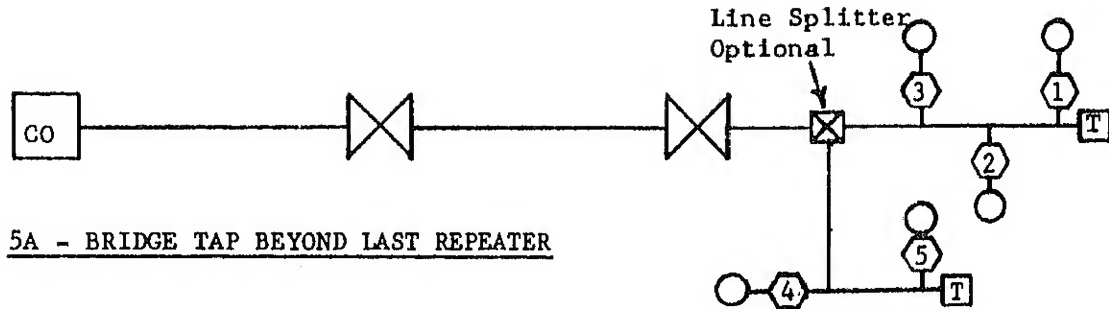 Line Splitter
Optional
3
1
CO
T
2
5A - BRIDGE TAP BEYOND LAST REPEATER
5
4
T